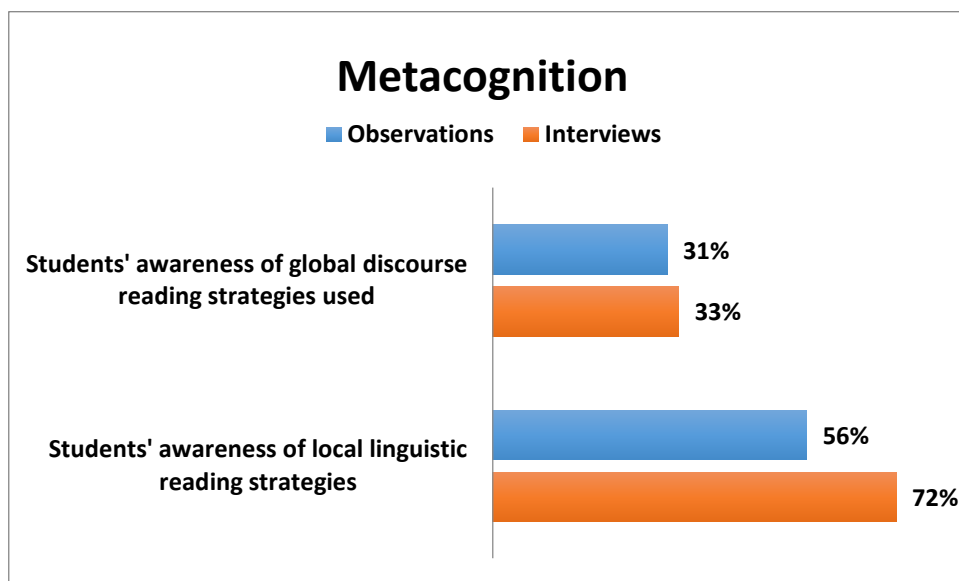 Metacognition
Observations Interviews
Students' awareness of global discourse
reading strategies used
31%
33%
Students' awareness of local linguistic
reading strategies
56%
72%